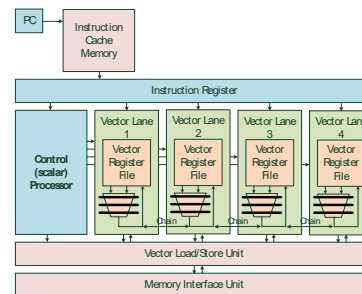 PC
Instruction
Cache
Memory
Instruction Register
Control
(scalar)
Processor
Vector Lane
1
Vector
Register
File
Vector Lane
2
Vector
Register
File
Vector Lane
3
Vector
Register
File
Vector Lane
4
Vector
Register
File
Chain
Chain
Chain
Vector Load/Store Unit
Memory Interface Unit